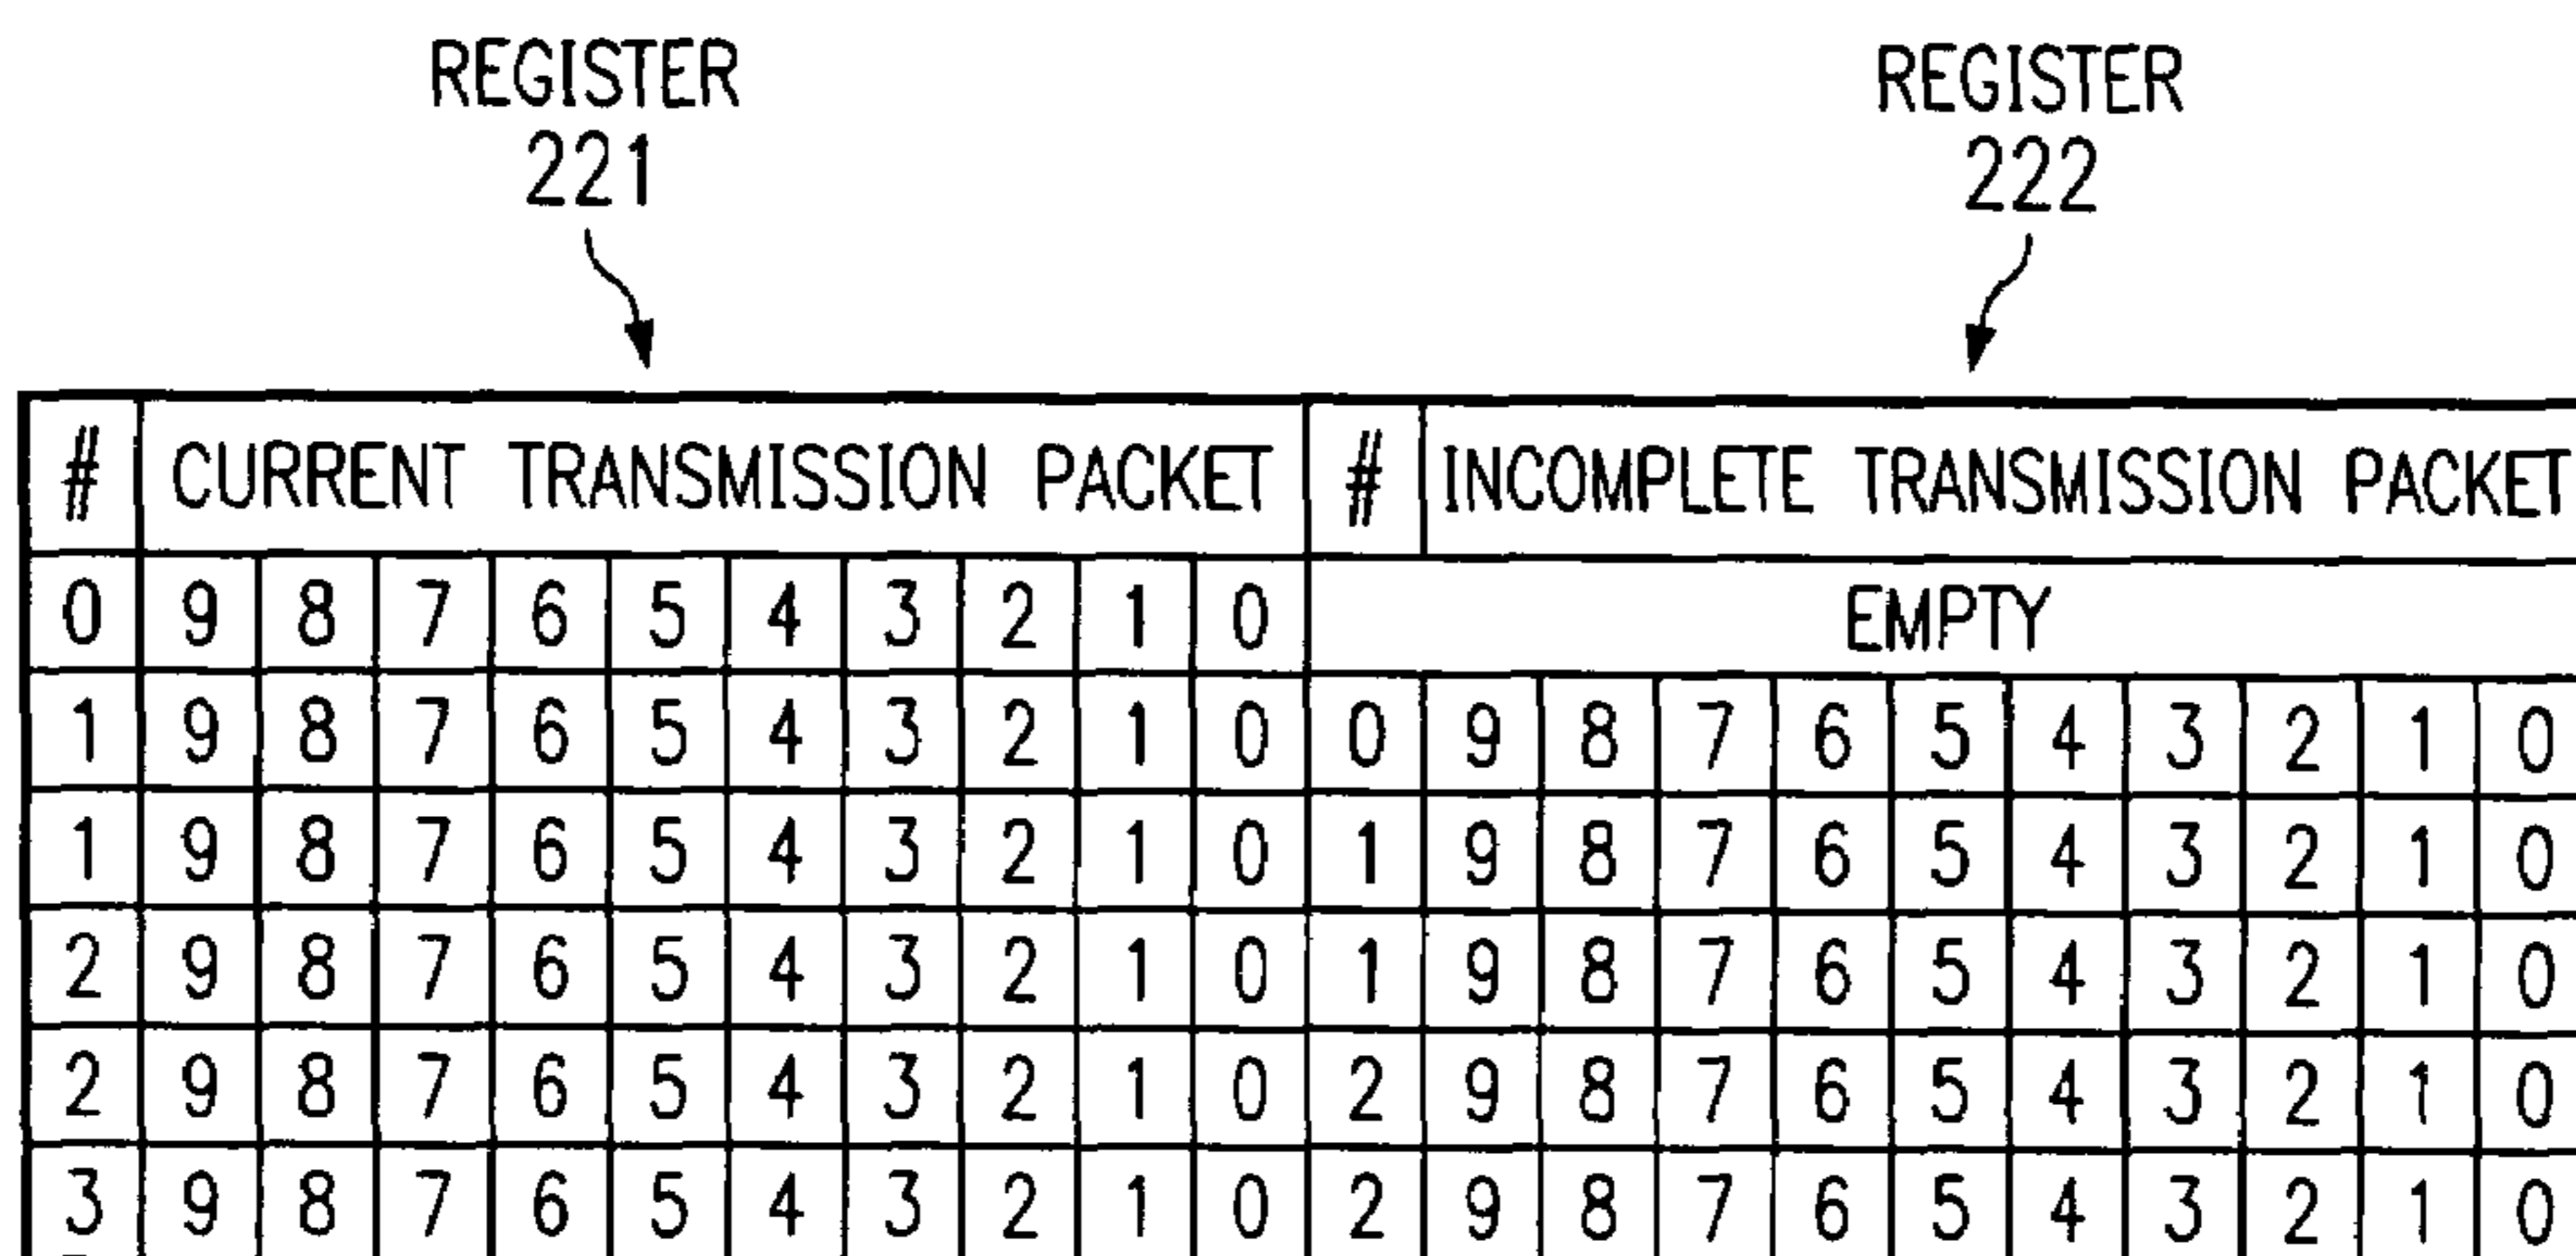 REGISTER
221
REGISTER
222
# CURRENT TRANSMISSION PACKET # INCOMPLETE TRANSMISSION PACKET
0 9 8 7 6 5 4 3 2 1 0 EMPTY
1 9 8 7 6 5 4 3 2 1 0 0 9 8 7 6 5 4 3 2 1 0
1 9 8 7 6 5 4 3 2 1 0 1 9 8 7 6 5 4 3 2 1 0
2 9 8 7 6 5 4 3 2 1 0 1 9 8 7 6 5 4 3 2 1 0
2 9 8 7 6 5 4 3 2 1 0 2 9 8 7 6 5 4 3 2 1 0
3 9 8 7 6 5 4 3 2 1 0 2 9 8 7 6 5 4 3 2 1 0